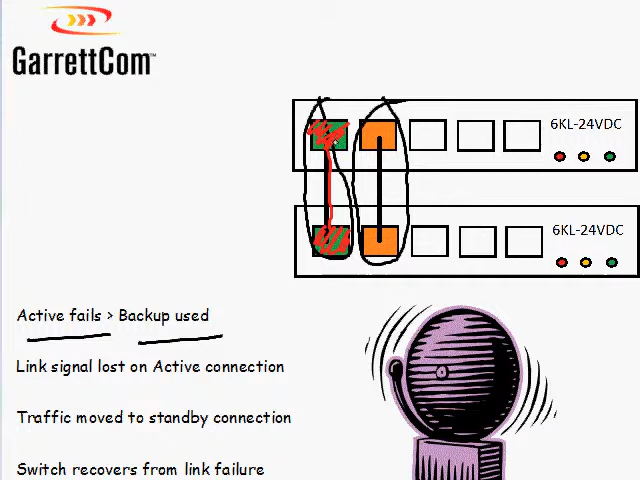 GarrettCom™
6KL-24VDC
6KL-24VDC
Active fails > Backup used
Link signal lost on Active connection
Traffic moved to standby connection
Switch recovers from link failure